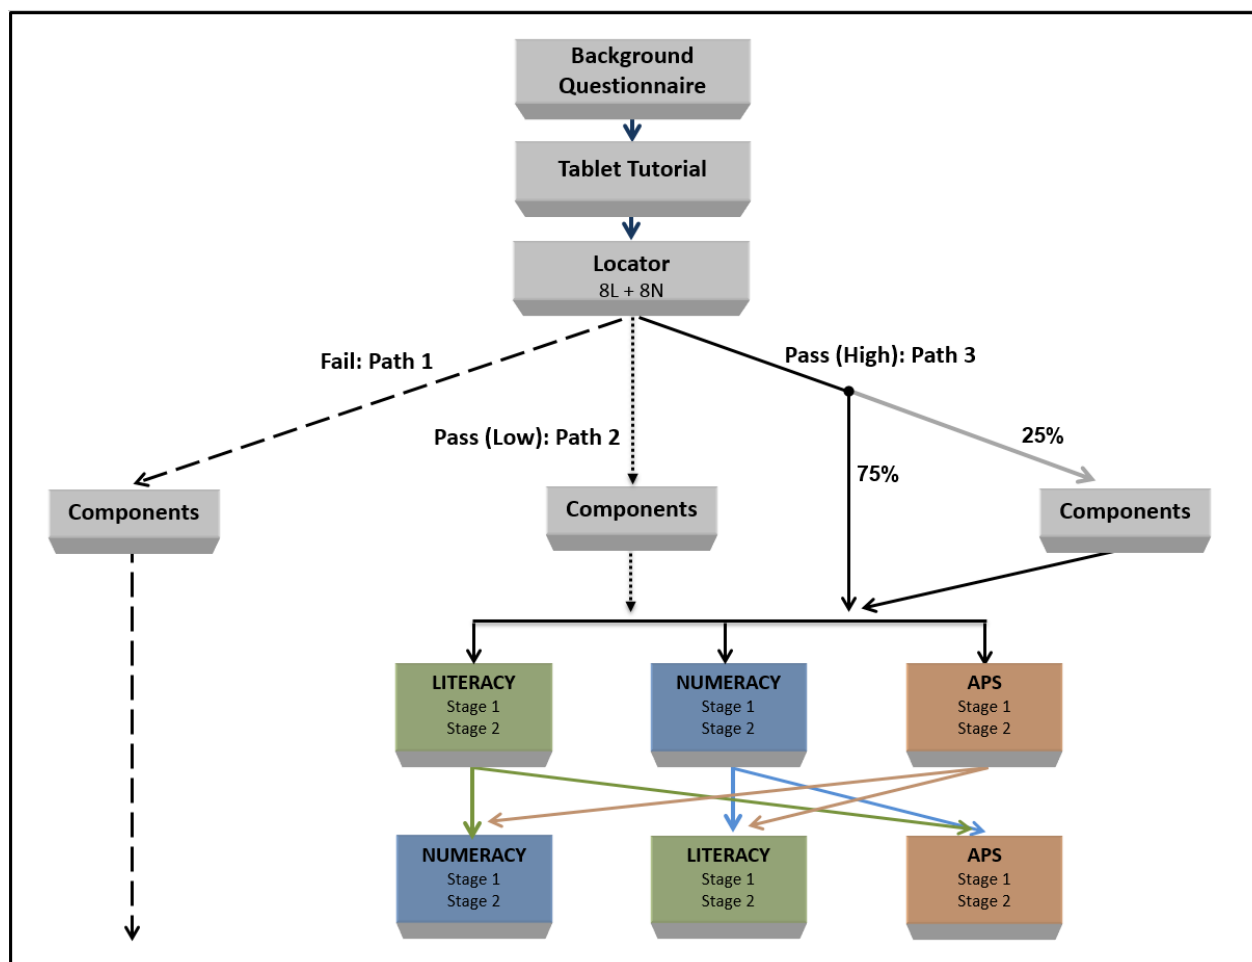 Background
Questionnaire
Tablet Tutorial
Locator
8L + 8N
Fail: Path 1
Pass (High): Path 3
Pass (Low): Path 2
25%
75%
Components
Components
Components
LITERACY
Stage 1
Stage 2
NUMERACY
Stage 1
Stage 2
APS
Stage 1
Stage 2
NUMERACY
Stage 1
Stage 2
LITERACY
Stage 1
Stage 2
APS
Stage 1
Stage 2